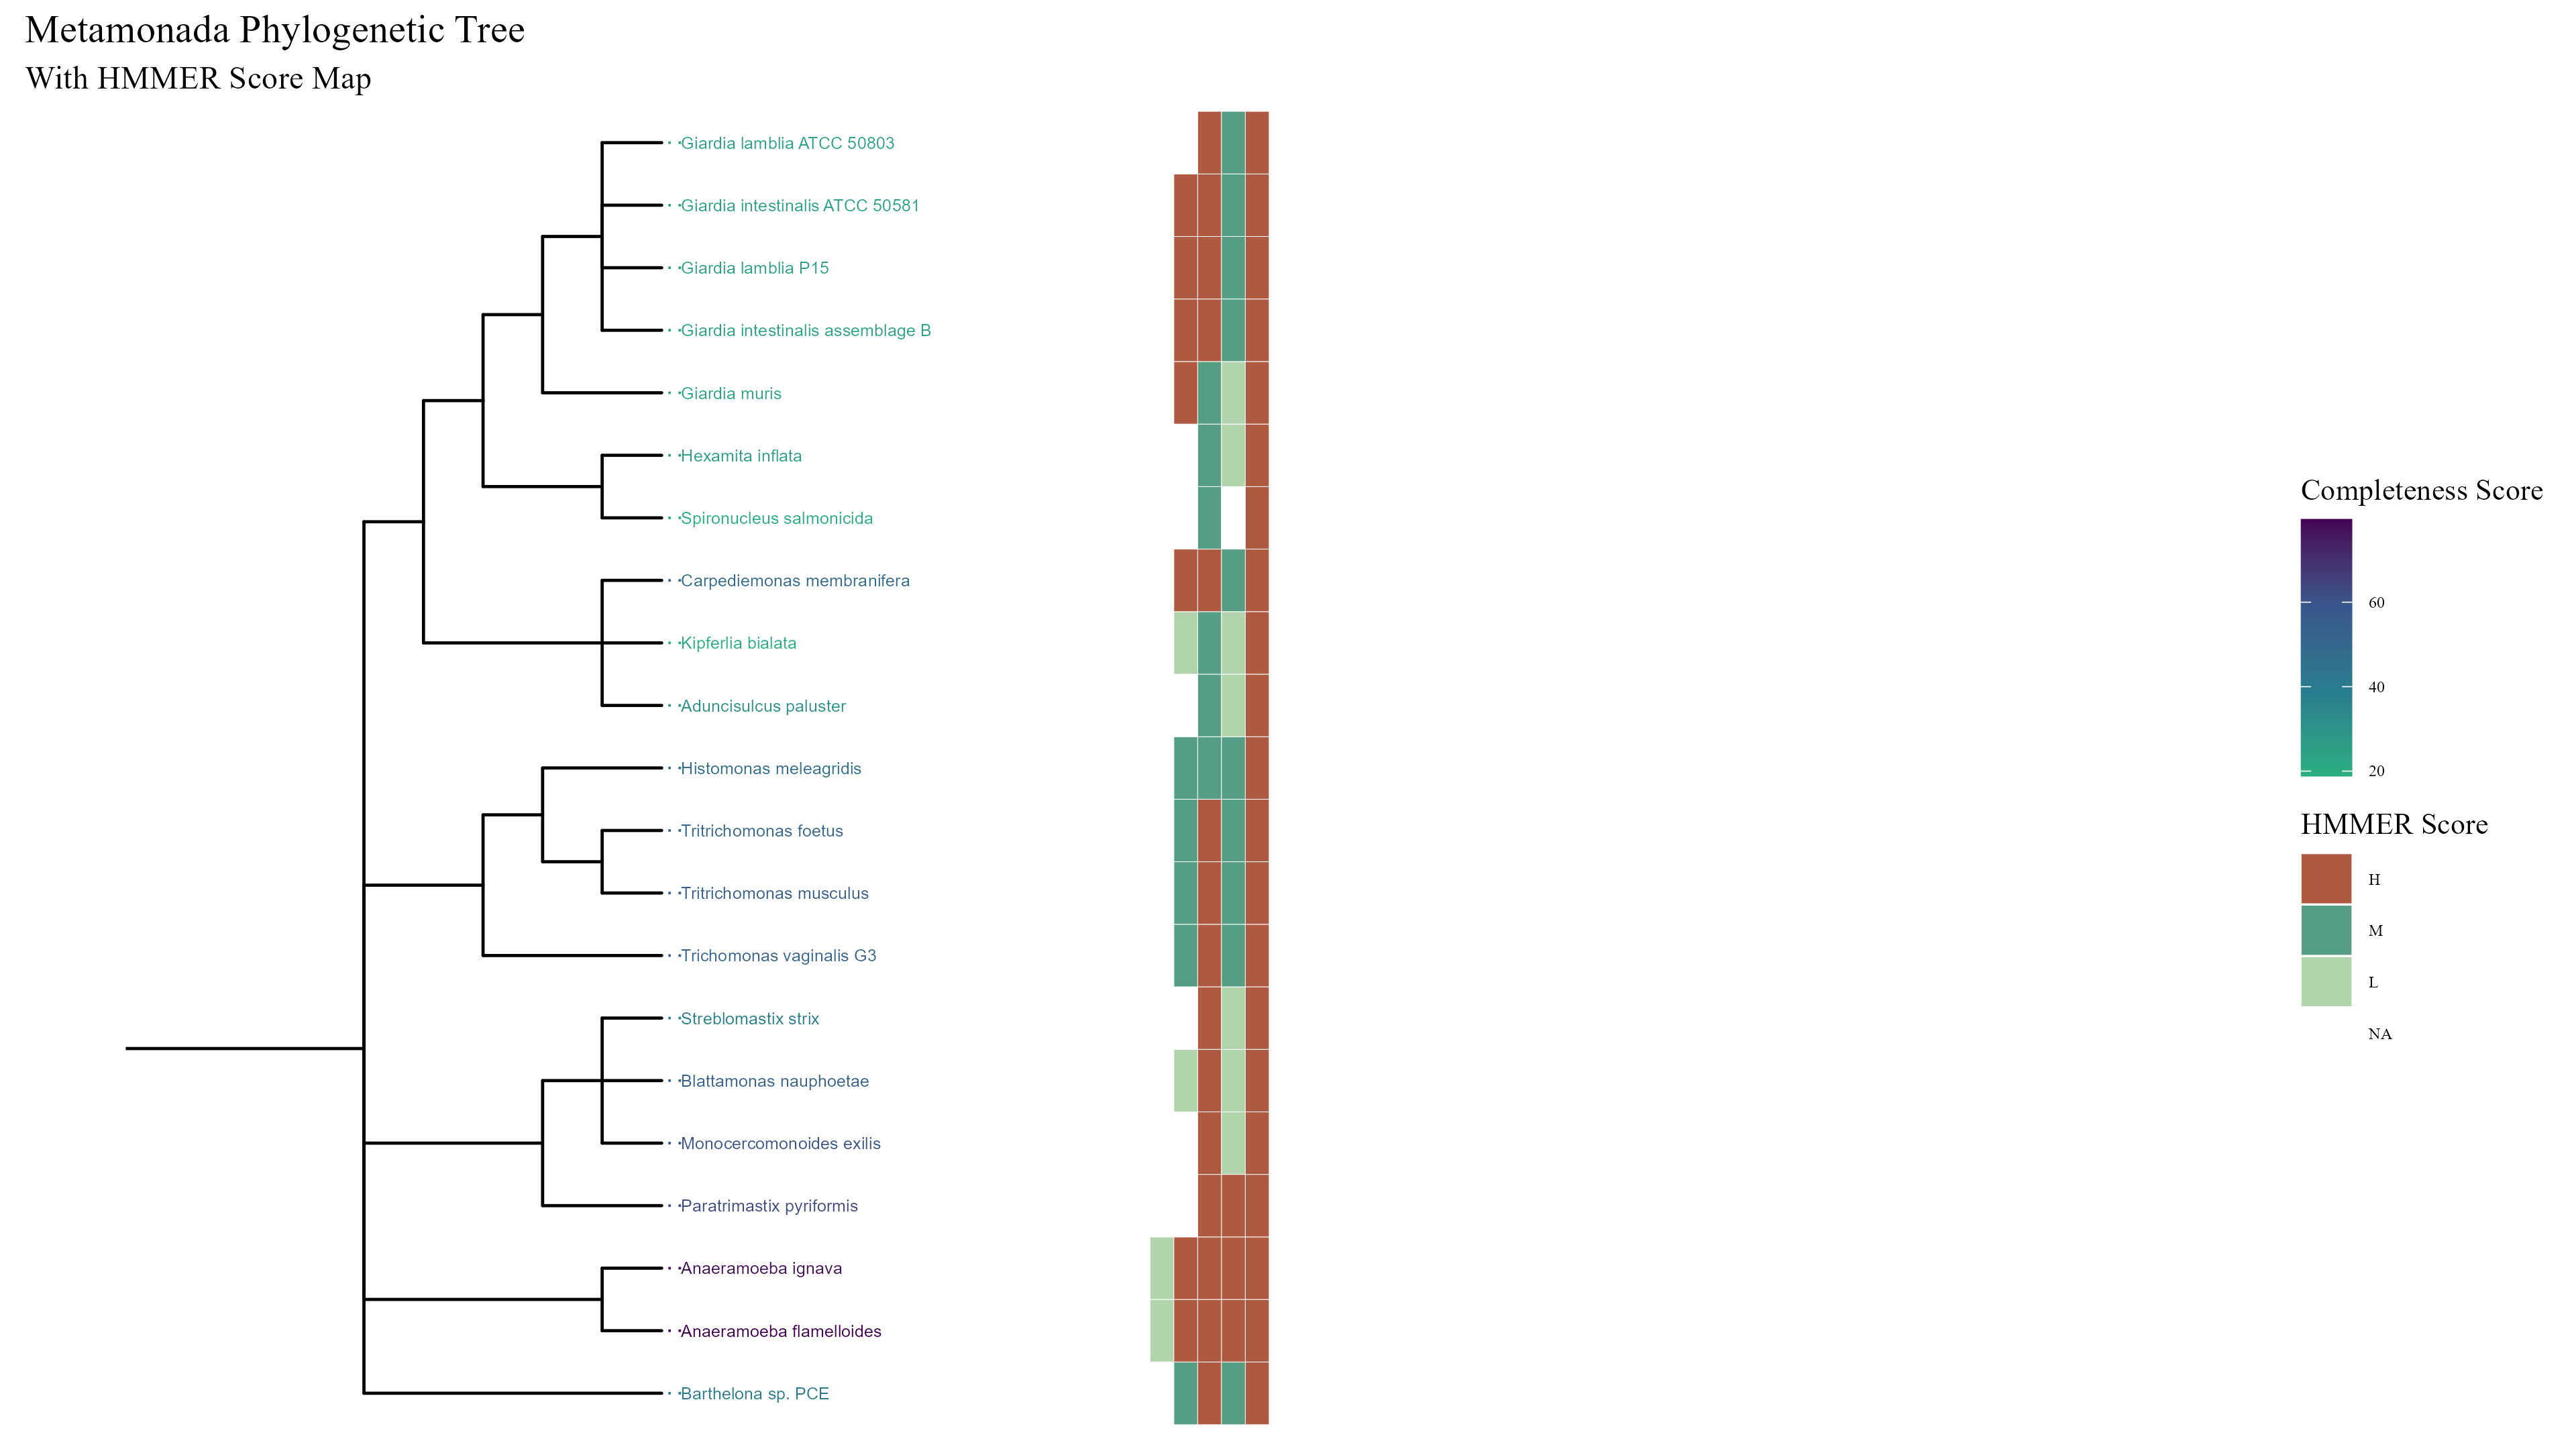 Metamonada Phylogenetic Tree
With HMMER Score Map
Giardia lamblia ATCC 50803
Giardia intestinalis ATCC 50581
Giardia lamblia P15
Giardia intestinalis assemblage B
Giardia muris
Hexamita inflata
Spironucleus salmonicida
Carpediemonas membranifera
Kipferlia bialata
Aduncisulcus paluster
Histomonas meleagridis
Tritrichomonas foetus
Tritrichomonas musculus
Trichomonas vaginalis G3
Streblomastix strix
Blattamonas nauphoetae
Monocercomonoides exilis
Paratrimastix pyriformis
Anaeramoeba ignava
Anaeramoeba flamelloides
Barthelona sp. PCE
Completeness Score
60
40
20
HMMER Score
H
M
L
NA